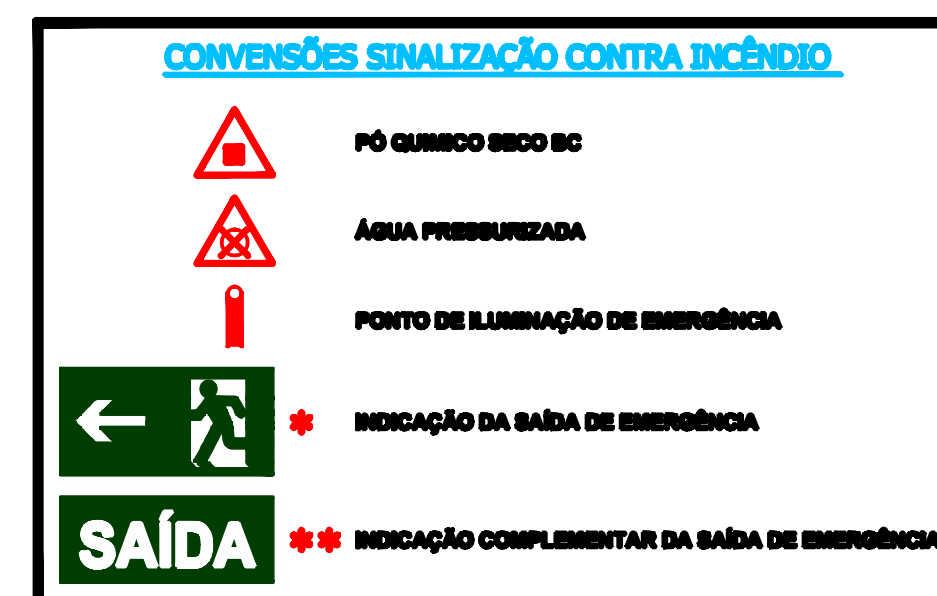 CONVENSÕES SINALIZAÇÃO CONTRA INCÊNDIO
PÓ QUIMICO SECO BC
ÁGUA PRESSURIZADA
PONTO DE ILUMINAÇÃO DE EMERGÊNCIA
* INDICAÇÃO DA SAÍDA DE EMERGÊNCIA
SAÍDA ** INDICAÇÃO COMPLEMENTAR DA SAÍDA DE EMERGÊNCIA